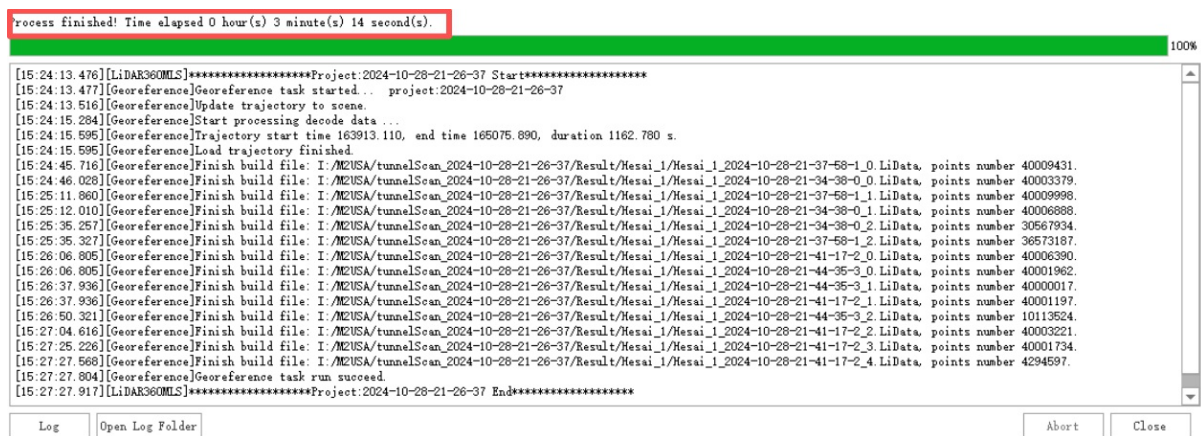 Process finished! Time elapsed 0 hour(s) 3 minute(s) 14 second(s).
100%
[15:24:13.476][LiDAR360MLS]*******************Project:2024-10-28-21-26-37 Start*******************
[15:24:13.477][Georeference]Georeference task started... project:2024-10-28-21-26-37
[15:24:13.516][Georeference]Update trajectory to scene.
[15:24:15.284][Georeference]Start processing decode data ...
[15:24:15.595][Georeference]Trajectory start time 163913.110, end time 165075.890, duration 1162.780 s.
[15:24:15.595][Georeference]Load trajectory finished.
[15:24:45.716][Georeference]Finish build file: I:/M2USA/tunnelScan_2024-10-28-21-26-37/Result/Hesai_1/Hesai_1_2024-10-28-21-37-58-1_0.LiData, points number 40009431.
[15:24:46.028][Georeference]Finish build file: I:/M2USA/tunnelScan_2024-10-28-21-26-37/Result/Hesai_1/Hesai_1_2024-10-28-21-34-38-0_0.LiData, points number 40003379.
[15:25:11.860][Georeference]Finish build file: I:/M2USA/tunnelScan_2024-10-28-21-26-37/Result/Hesai_1/Hesai_1_2024-10-28-21-37-58-1_1.LiData, points number 40009998.
[15:25:12.010][Georeference]Finish build file: I:/M2USA/tunnelScan_2024-10-28-21-26-37/Result/Hesai_1/Hesai_1_2024-10-28-21-34-38-0_1.LiData, points number 40006888.
[15:25:35.257][Georeference]Finish build file: I:/M2USA/tunnelScan_2024-10-28-21-26-37/Result/Hesai_1/Hesai_1_2024-10-28-21-34-38-0_2.LiData, points number 30567934.
[15:25:35.327][Georeference]Finish build file: I:/M2USA/tunnelScan_2024-10-28-21-26-37/Result/Hesai_1/Hesai_1_2024-10-28-21-37-58-1_2.LiData, points number 36573187.
[15:26:06.805][Georeference]Finish build file: I:/M2USA/tunnelScan_2024-10-28-21-26-37/Result/Hesai_1/Hesai_1_2024-10-28-21-41-17-2_0.LiData, points number 40006390.
[15:26:06.805][Georeference]Finish build file: I:/M2USA/tunnelScan_2024-10-28-21-26-37/Result/Hesai_1/Hesai_1_2024-10-28-21-44-35-3_0.LiData, points number 40001962.
[15:26:37.936][Georeference]Finish build file: I:/M2USA/tunnelScan_2024-10-28-21-26-37/Result/Hesai_1/Hesai_1_2024-10-28-21-44-35-3_1.LiData, points number 40000017.
[15:26:37.936][Georeference]Finish build file: I:/M2USA/tunnelScan_2024-10-28-21-26-37/Result/Hesai_1/Hesai_1_2024-10-28-21-41-17-2_1.LiData, points number 40001197.
[15:26:50.321][Georeference]Finish build file: I:/M2USA/tunnelScan_2024-10-28-21-26-37/Result/Hesai_1/Hesai_1_2024-10-28-21-44-35-3_2.LiData, points number 10113524.
[15:27:04.616][Georeference]Finish build file: I:/M2USA/tunnelScan_2024-10-28-21-26-37/Result/Hesai_1/Hesai_1_2024-10-28-21-41-17-2_2.LiData, points number 40003221.
[15:27:25.226][Georeference]Finish build file: I:/M2USA/tunnelScan_2024-10-28-21-26-37/Result/Hesai_1/Hesai_1_2024-10-28-21-41-17-2_3.LiData, points number 40001734.
[15:27:27.568][Georeference]Finish build file: I:/M2USA/tunnelScan_2024-10-28-21-26-37/Result/Hesai_1/Hesai_1_2024-10-28-21-41-17-2_4.LiData, points number 4294597.
[15:27:27.804][Georeference]Georeference task run succeed.
[15:27:27.917][LiDAR360MLS]*******************Project:2024-10-28-21-26-37 End*******************
Log Open Log Folder Abort Close